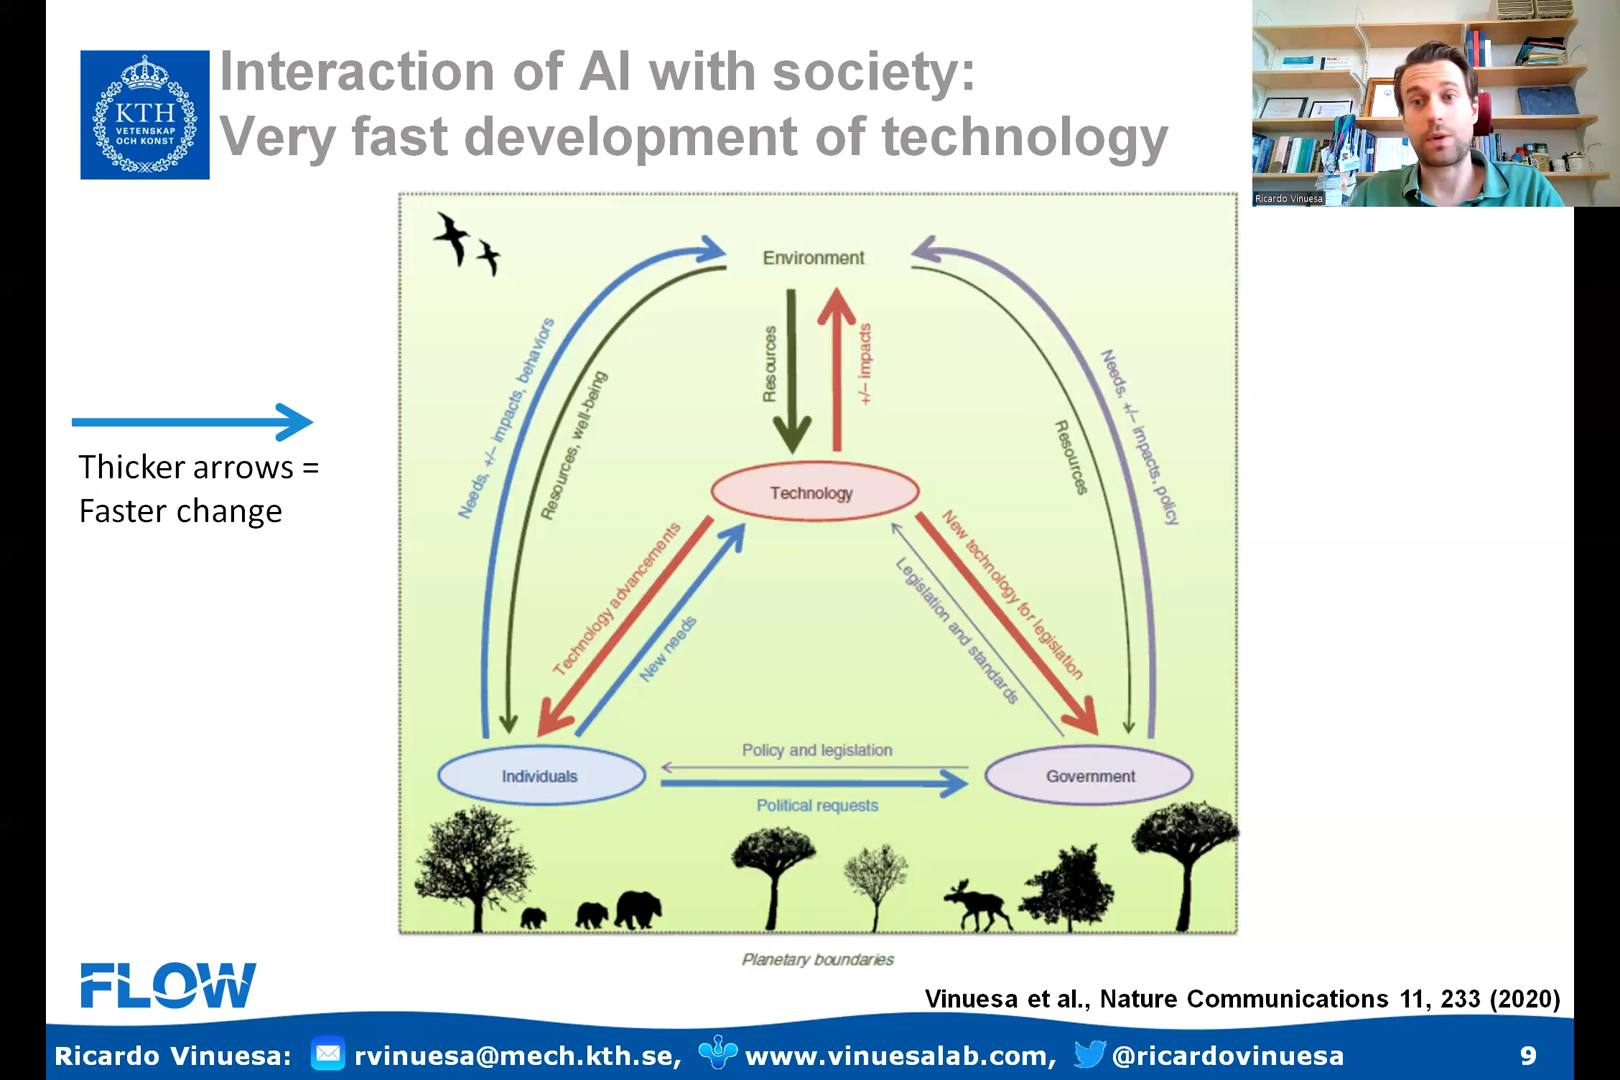 Interaction of AI with society:
Very fast development of technology
KTH
VETENSKAP
OCH KONST
Ricardo Vinuesa
Environment
Needs, +/– impacts, behaviors
Resources, well-being
Resources
+/– impacts
Resources
Needs, +/– impacts, policy
Thicker arrows =
Faster change
Technology
Technology advancements
New needs
Legislation and standards
New technology for legislation
Policy and legislation
Individuals
Government
Political requests
Planetary boundaries
FLOW
Vinuesa et al., Nature Communications 11, 233 (2020)
Ricardo Vinuesa: rvinuesa@mech.kth.se, www.vinuesalab.com, @ricardovinuesa 9